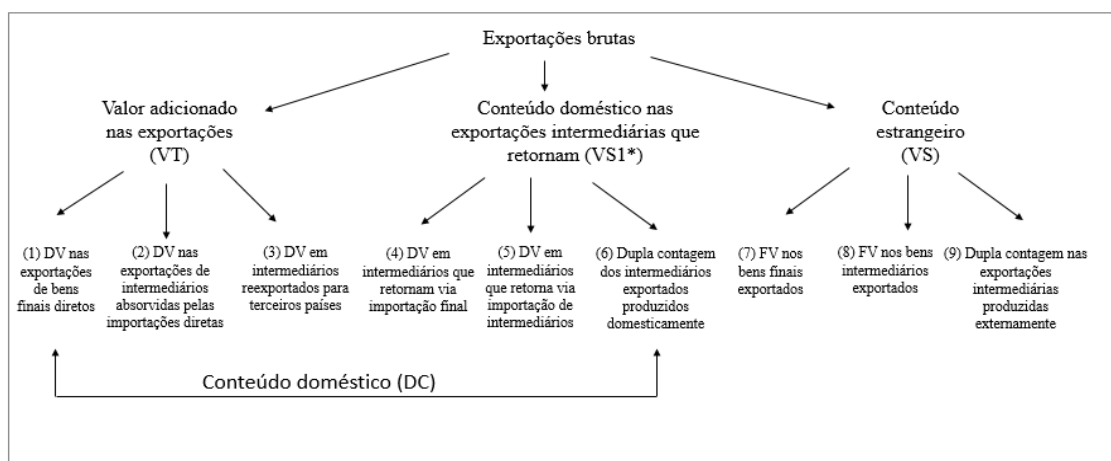 Exportações brutas
Valor adicionado
nas exportações
(VT)
Conteúdo doméstico nas
exportações intermediárias que
retornam (VS1*)
Conteúdo
estrangeiro
(VS)
(1) DV nas
exportações
de bens
finais diretos
(2) DV nas
exportações de
intermediários
absorvidas pelas
importações diretas
(3) DV em
intermediários
reexportados para
terceiros países
(4) DV em
intermediários que
retornam via
importação final
(5) DV em
intermediários
que retorna via
importação de
intermediários
(6) Dupla contagem
dos intermediários
exportados
produzidos
domesticamente
(7) FV nos
bens finais
exportados
(8) FV nos bens
intermediários
exportados
(9) Dupla contagem nas
exportações
intermediárias
produzidas
externamente
Conteúdo doméstico (DC)